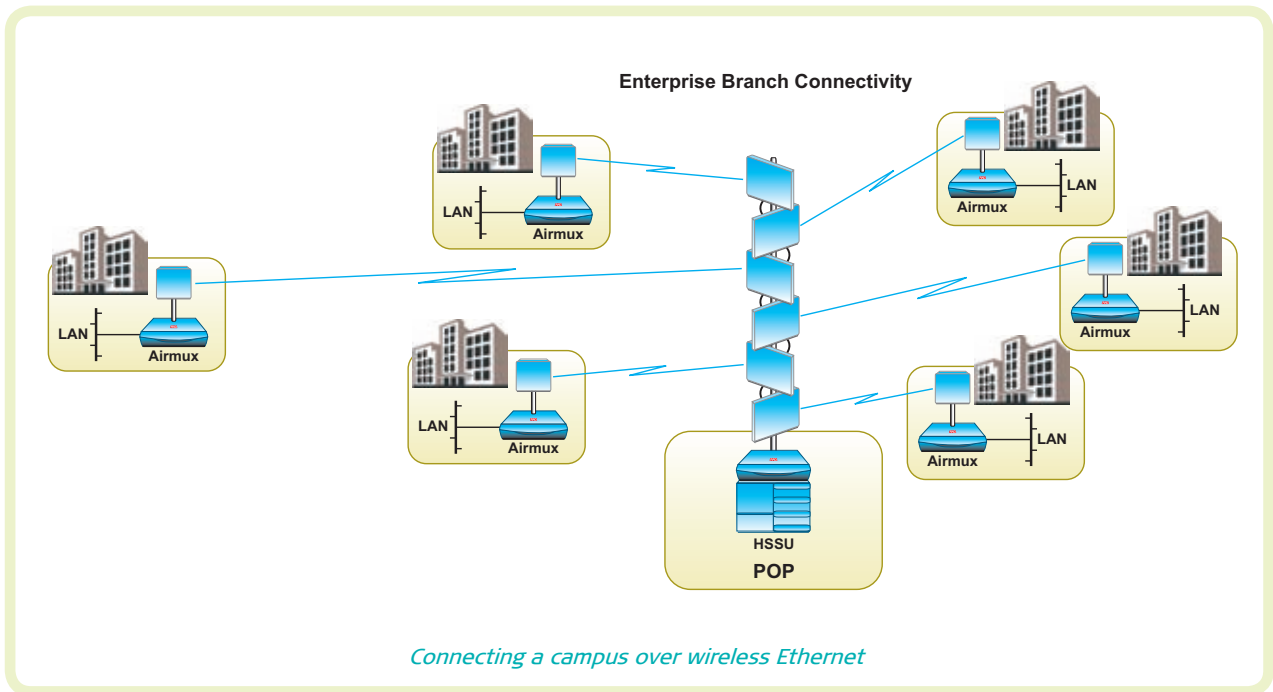 Enterprise Branch Connectivity
LAN
Airmux
LAN
Airmux
LAN
Airmux
LAN
Airmux
LAN
Airmux
LAN
Airmux
HSSU
POP
Connecting a campus over wireless Ethernet